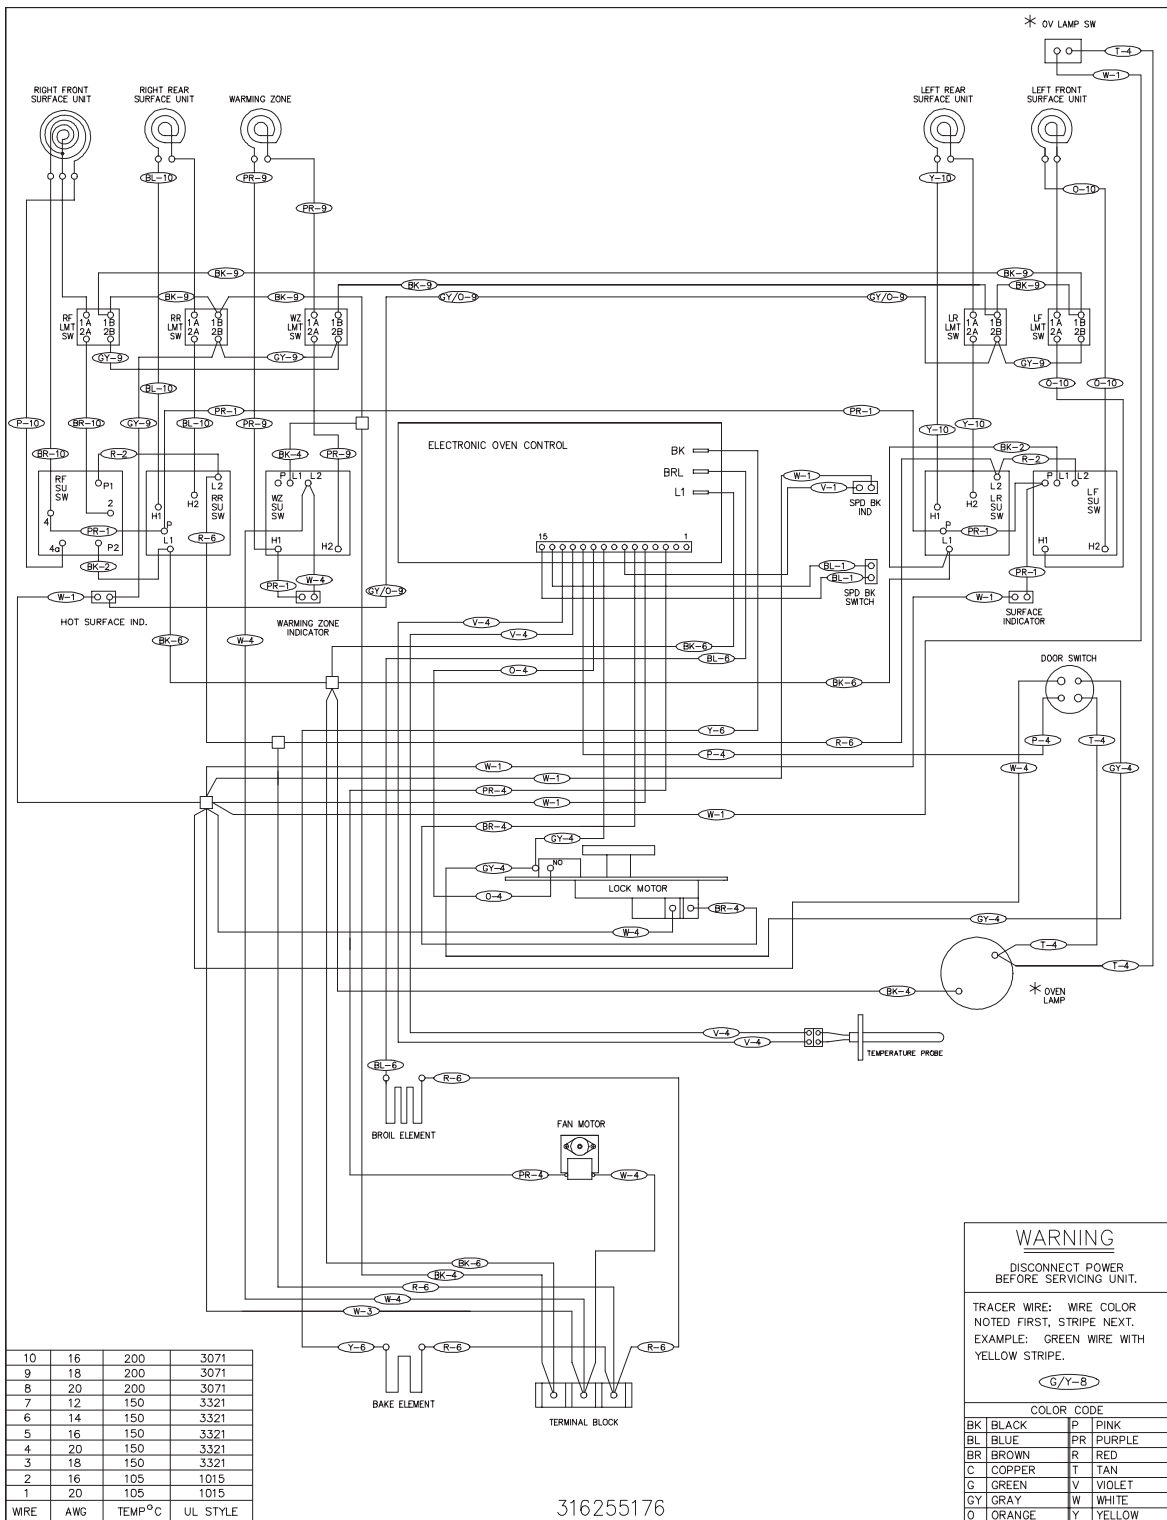 * OV LAMP SW
T-4
W-1
RIGHT FRONT
SURFACE UNIT
RIGHT REAR
SURFACE UNIT
WARMING ZONE
LEFT REAR
SURFACE UNIT
LEFT FRONT
SURFACE UNIT
BL-10
PR-9
Y-10
O-10
PR-9
BK-9
BK-9
BK-9
BK-9
BK-9
BK-9
GY/O-9
GY/O-9
RF
LMT
SW
1A 1B
2A 2B
RR
LMT
SW
1A 1B
2A 2B
WZ
LMT
SW
1A 1B
2A 2B
LR
LMT
SW
1A 1B
2A 2B
LF
LMT
SW
1A 1B
2A 2B
GY-9
GY-9
GY-9
BL-10
O-10
O-10
PR-1
PR-1
P-10
BR-10
GY-9
BL-10
PR-9
Y-10
Y-10
ELECTRONIC OVEN CONTROL
BK
BRL
L1
15
1
BR-10
R-2
BK-4
PR-9
BK-2
R-2
W-1
V-1
SPD BK
IND
RF
SU
SW
P1
2
4
4a
P2
PR-1
BK-2
L2
RR
SU
SW
H1
H2
P
L1
R-6
P
L1
L2
WZ
SU
SW
H1
H2
L2
LR
SU
SW
H1
H2
P
L1
PR-1
P
L1
L2
LF
SU
SW
H1
H2
BL-1
BL-1
SPD BK
SWITCH
W-1
HOT SURFACE IND.
PR-1
W-4
WARMING ZONE
INDICATOR
GY/O-9
PR-1
W-1
SURFACE
INDICATOR
V-4
V-4
BK-6
W-4
BK-6
BL-6
O-4
BK-6
DOOR SWITCH
Y-6
R-6
P-4
P-4
T-4
W-1
W-1
W-4
GY-4
PR-4
W-1
W-1
BR-4
GY-4
GY-4
NO
LOCK MOTOR
O-4
BR-4
W-4
GY-4
T-4
T-4
BK-4
* OVEN
LAMP
V-4
V-4
TEMPERATURE PROBE
BL-6
R-6
BROIL ELEMENT
FAN MOTOR
PR-4
W-4
BK-6
BK-4
R-6
W-4
W-3
Y-6
R-6
R-6
BAKE ELEMENT
TERMINAL BLOCK
WARNING
DISCONNECT POWER
BEFORE SERVICING UNIT.
TRACER WIRE: WIRE COLOR
NOTED FIRST, STRIPE NEXT.
EXAMPLE: GREEN WIRE WITH
YELLOW STRIPE.
G/Y-8
COLOR CODE
BK BLACK P PINK
BL BLUE PR PURPLE
BR BROWN R RED
C COPPER T TAN
G GREEN V VIOLET
GY GRAY W WHITE
O ORANGE Y YELLOW
10 16 200 3071
9 18 200 3071
8 20 200 3071
7 12 150 3321
6 14 150 3321
5 16 150 3321
4 20 150 3321
3 18 150 3321
2 16 105 1015
1 20 105 1015
WIRE AWG TEMP°C UL STYLE
316255176